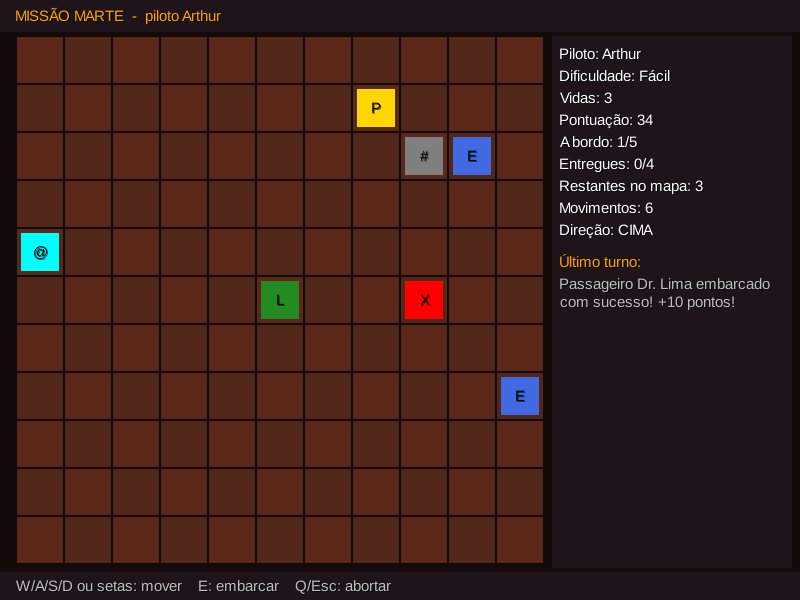 MISSÃO MARTE - piloto Arthur
P
# E
@
L X
E
Piloto: Arthur
Dificuldade: Fácil
Vidas: 3
Pontuação: 34
A bordo: 1/5
Entregues: 0/4
Restantes no mapa: 3
Movimentos: 6
Direção: CIMA
Último turno:
Passageiro Dr. Lima embarcado
com sucesso! +10 pontos!
W/A/S/D ou setas: mover E: embarcar Q/Esc: abortar